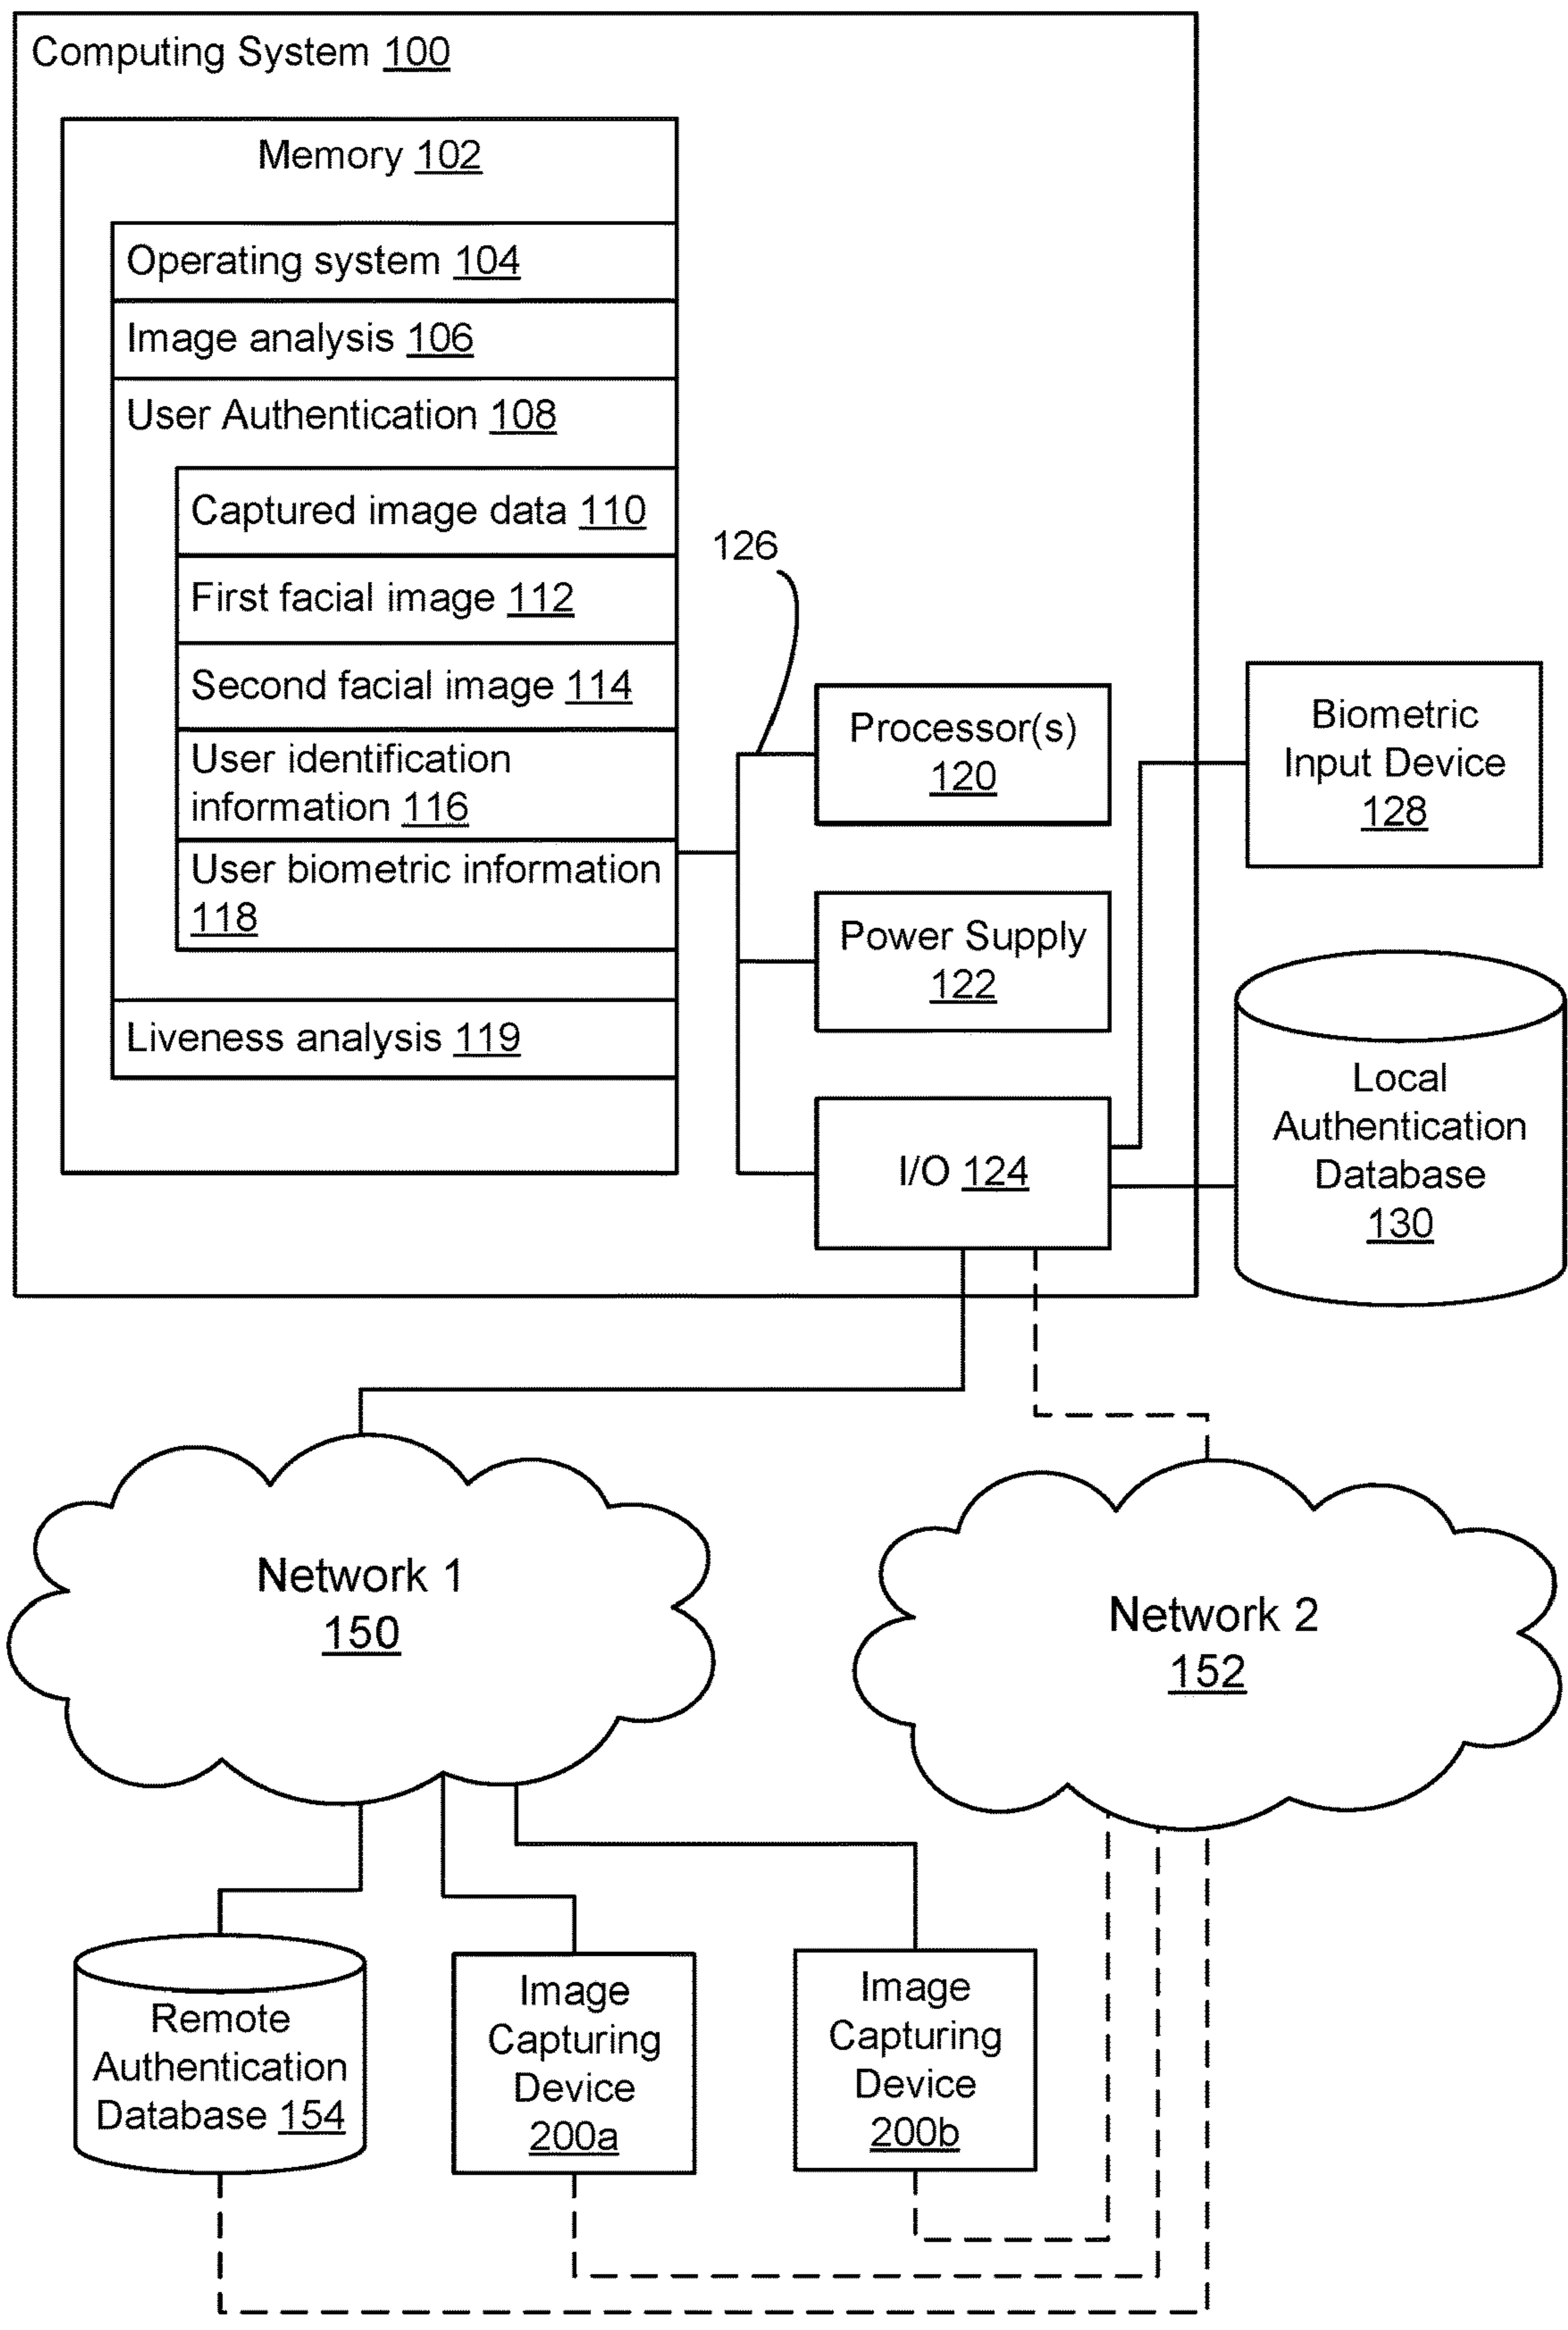 Computing System 100
Memory 102
Operating system 104
Image analysis 106
User Authentication 108
Captured image data 110
First facial image 112
Second facial image 114
User identification
information 116
User biometric information
118
Liveness analysis 119
126
Processor(s)
120
Power Supply
122
I/O 124
Biometric
Input Device
128
Local
Authentication
Database
130
Network 1
150
Network 2
152
Remote
Authentication
Database 154
Image
Capturing
Device
200a
Image
Capturing
Device
200b